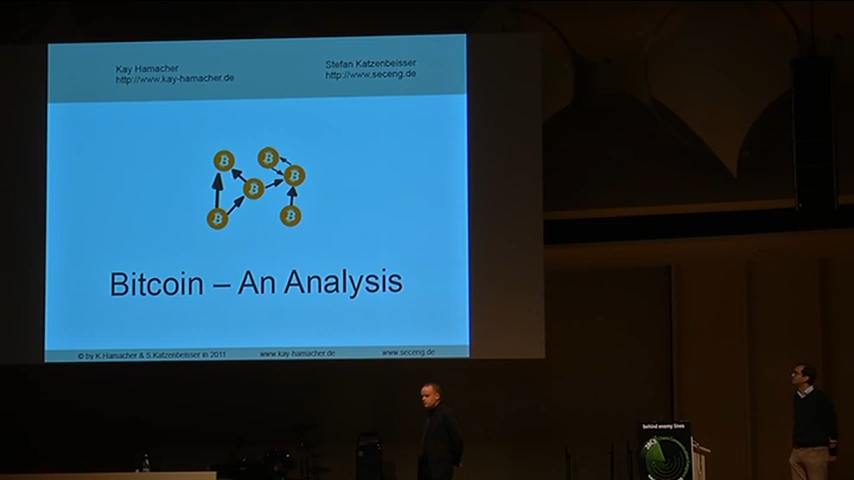 Kay Hamacher
http://www.kay-hamacher.de
Stefan Katzenbeisser
http://www.seceng.de
Bitcoin – An Analysis
© by K.Hamacher & S.Katzenbeisser in 2011
www.kay-hamacher.de
www.seceng.de
behind enemy lines
28C3